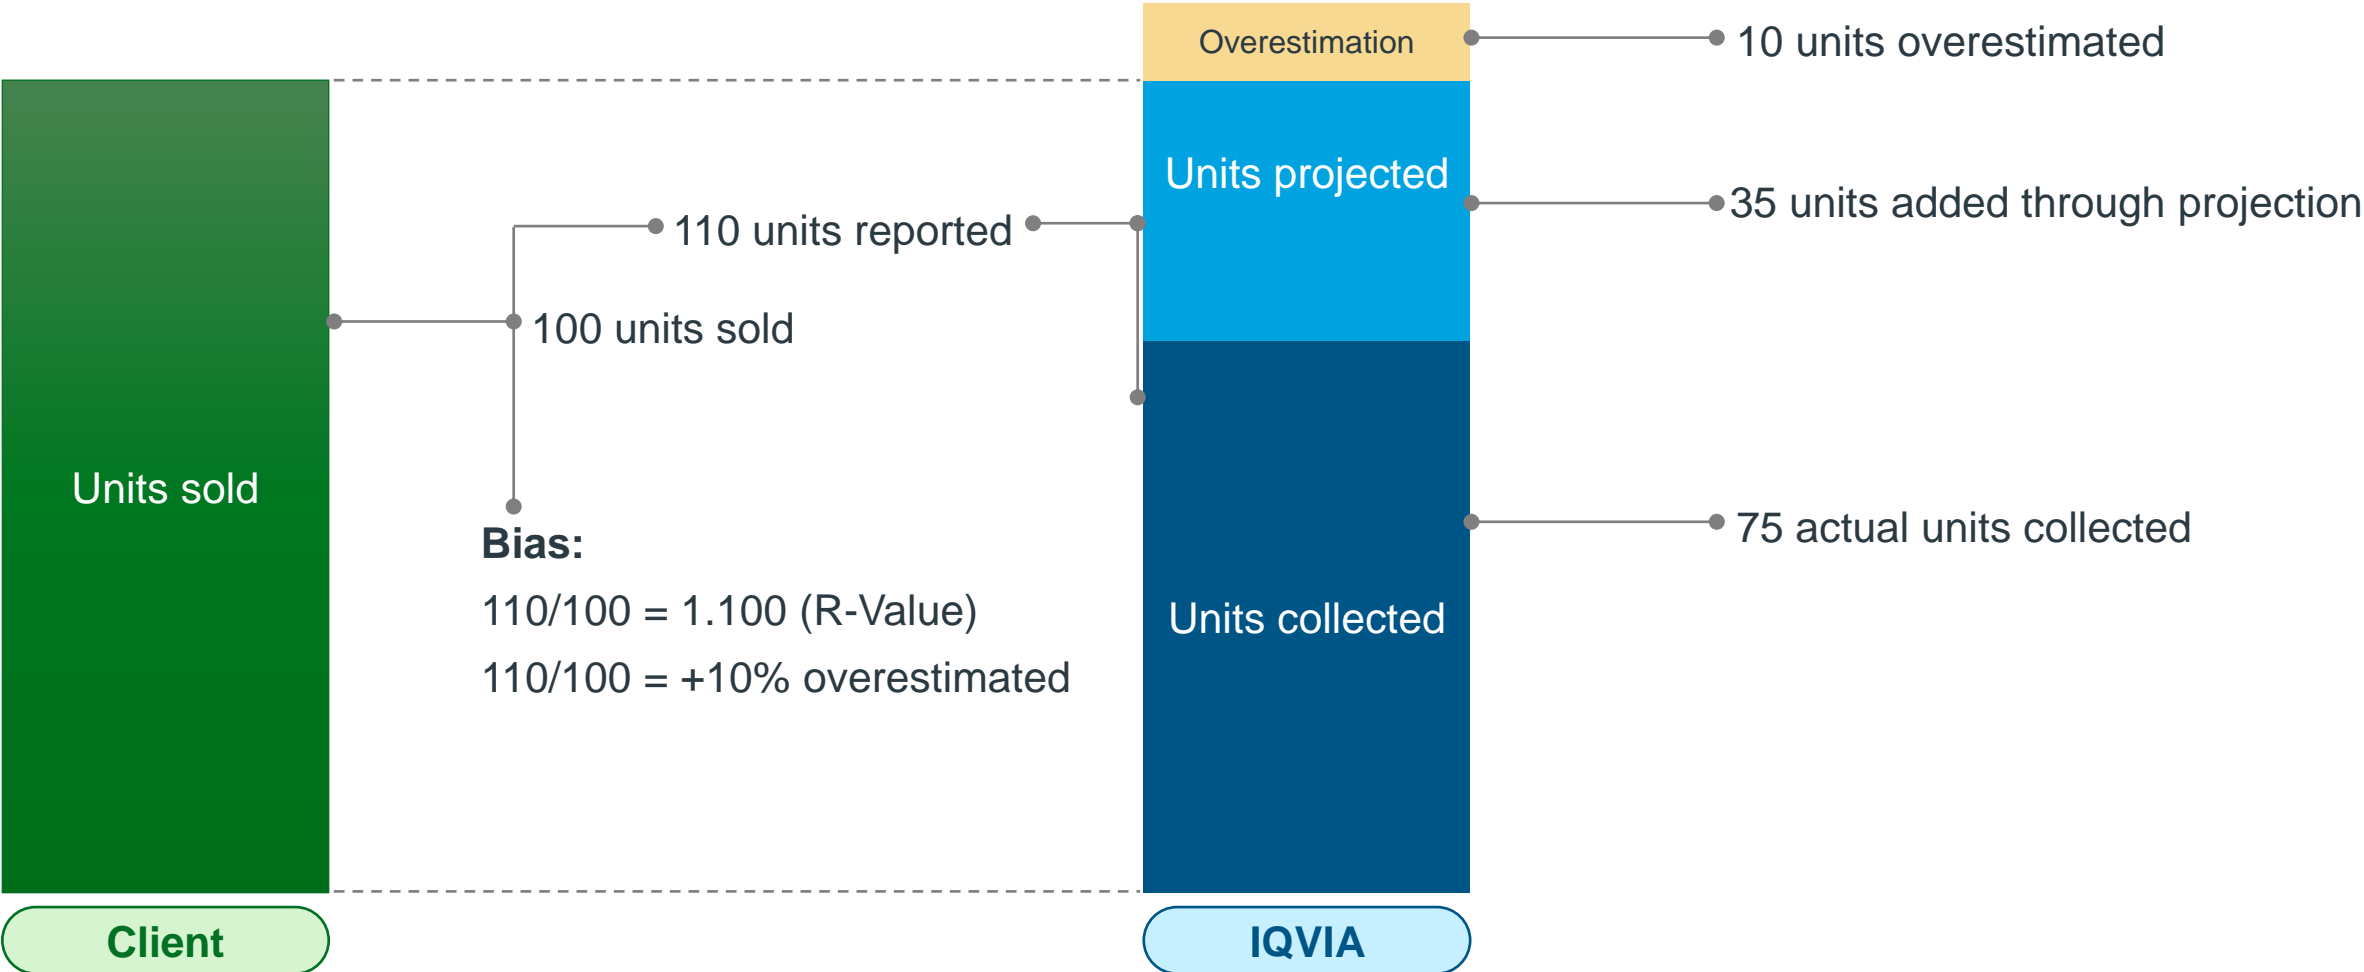 Overestimation
10 units overestimated
Units projected
35 units added through projection
110 units reported
100 units sold
Units sold
75 actual units collected
Bias:
110/100 = 1.100 (R-Value)
Units collected
110/100 = +10% overestimated
Client
IQVIA